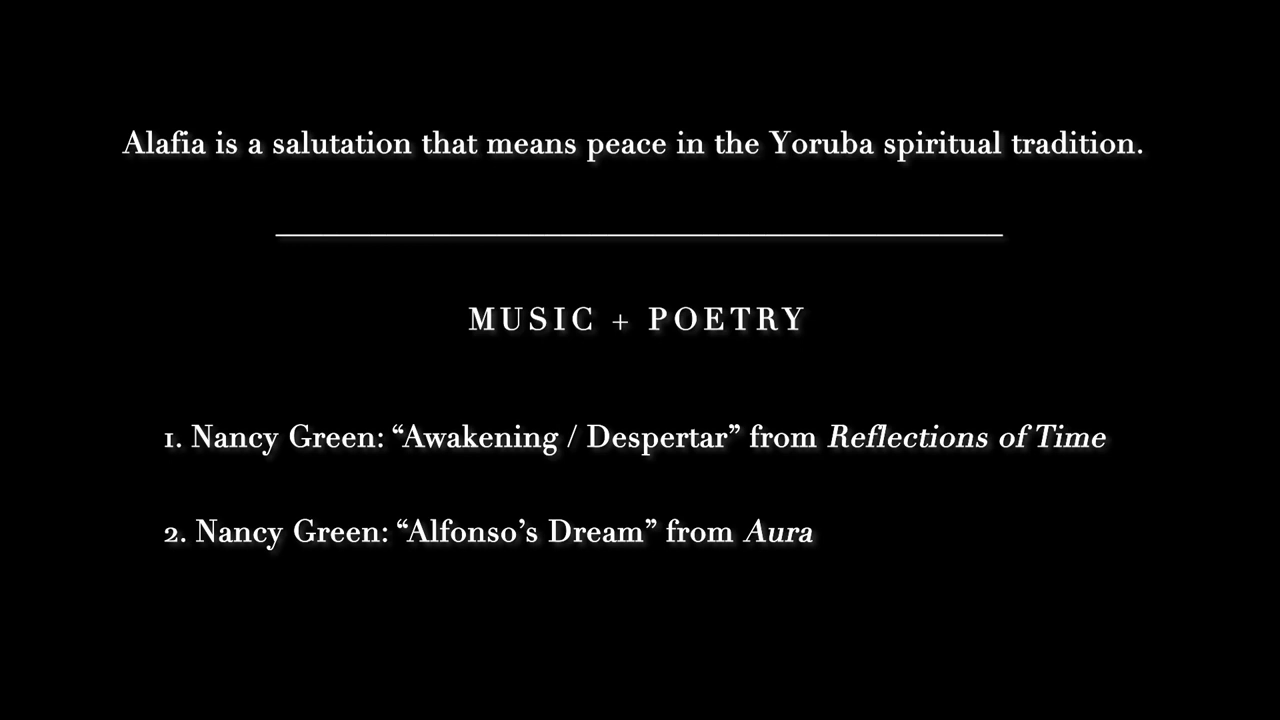 Alafia is a salutation that means peace in the Yoruba spiritual tradition.
MUSIC + POETRY
1. Nancy Green: “Awakening / Despertar” from Reflections of Time
2. Nancy Green: “Alfonso’s Dream” from Aura